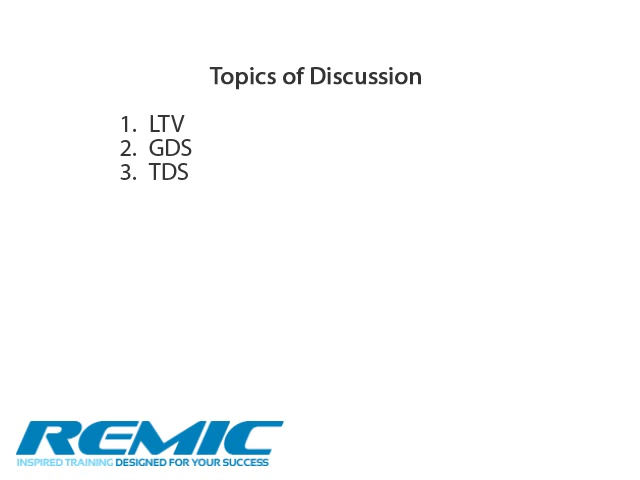 Topics of Discussion
1. LTV
2. GDS
3. TDS
REMIC
INSPIRED TRAINING DESIGNED FOR YOUR SUCCESS